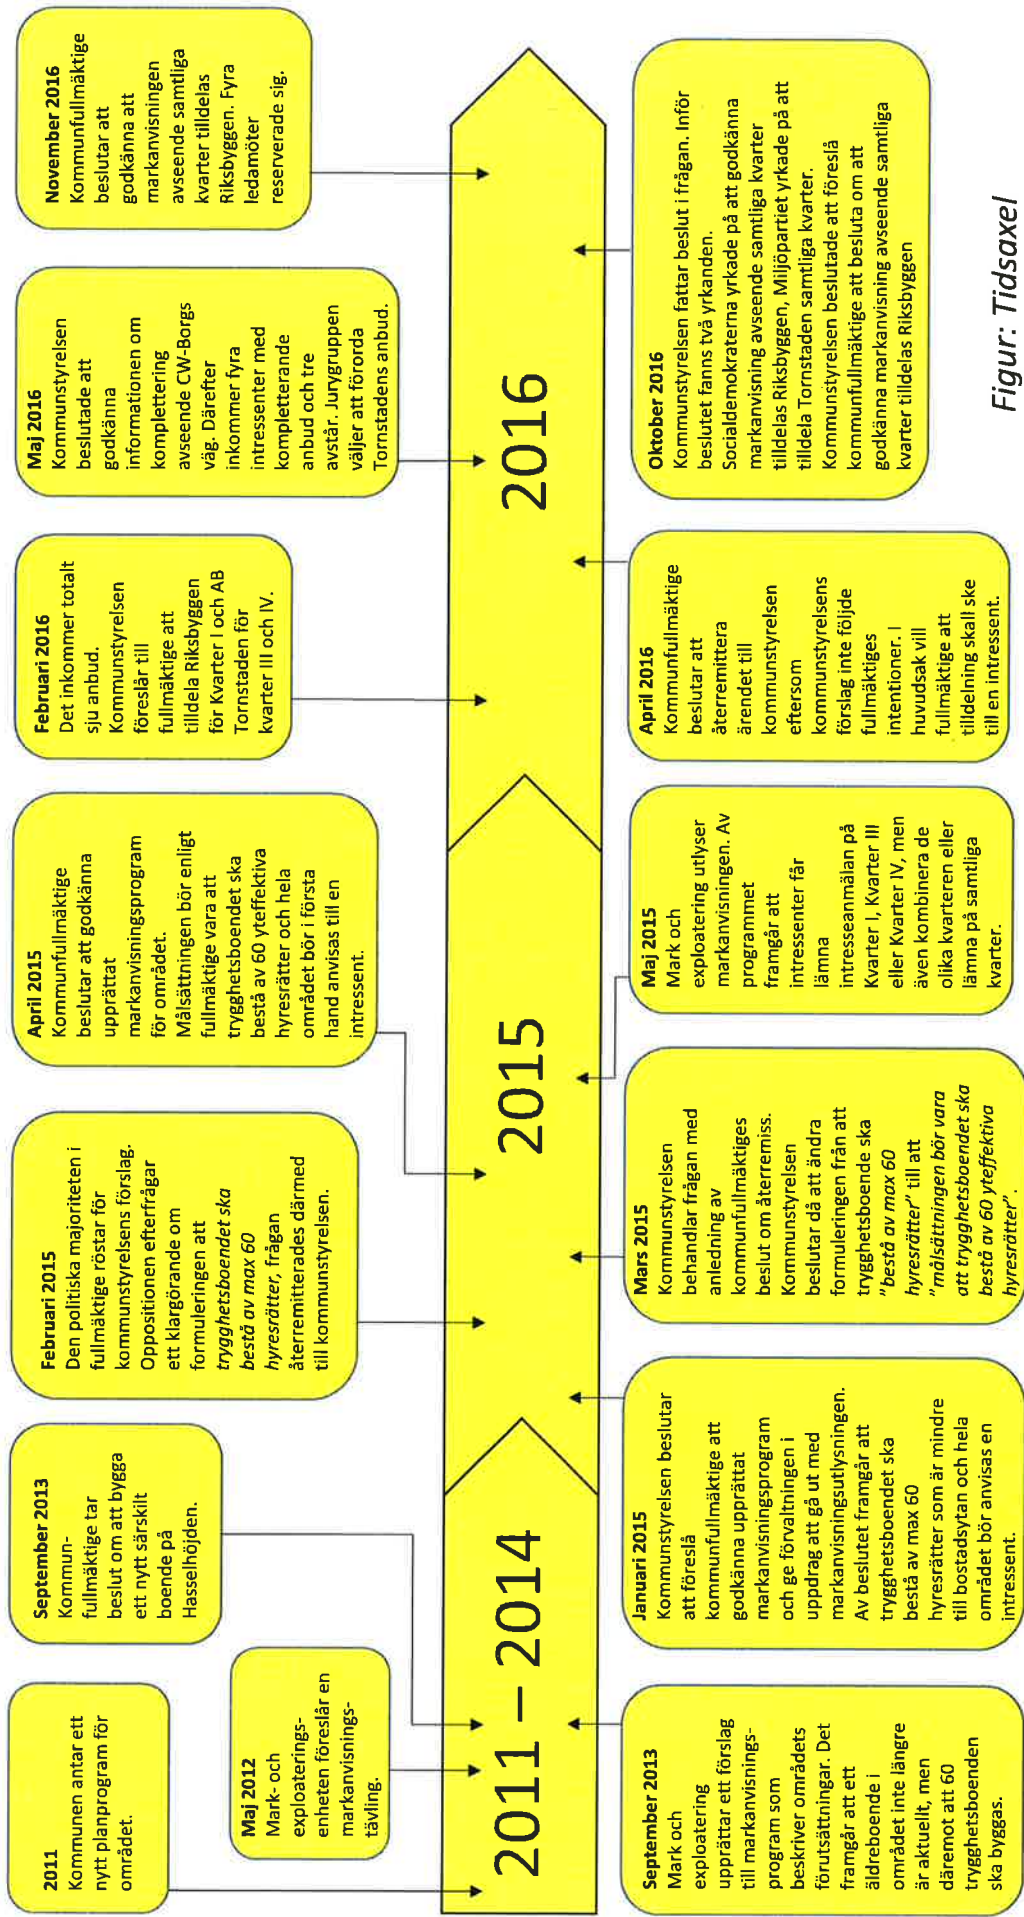 2011
Kommunen antar ett
nytt planprogram för
området.
Maj 2012
Mark- och
exploaterings-
enheten föreslår en
markanvisnings-
tävling.
September 2013
Kommun-
fullmäktige tar
beslut om att bygga
ett nytt särskilt
boende på
Hasselhöjden.
Februari 2015
Den politiska majoriteten i
fullmäktige röstar för
kommunstyrelsens förslag.
Oppositionen efterfrågar
ett klargörande om
formuleringen att
trygghetsboendet ska
bestå av max 60
hyresrätter, frågan
återremitterades därmed
till kommunstyrelsen.
April 2015
Kommunfullmäktige
beslutar att godkänna
upprättat
markanvisningsprogram
för området.
Målsättningen bör enligt
fullmäktige vara att
trygghetsboendet ska
bestå av 60 yteffektiva
hyresrätter och hela
området bör i första
hand anvisas till en
intressent.
Februari 2016
Det inkommer totalt
sju anbud.
Kommunstyrelsen
föreslår till
fullmäktige att
tilldela Riksbyggen
för Kvarter I och AB
Tornstaden för
kvarter III och IV.
Maj 2016
Kommunstyrelsen
beslutade att
godkänna
informationen om
komplettering
avseende CW-Borgs
väg. Därefter
inkommer fyra
intressenter med
kompletterande
anbud och tre
avstår. Jurygruppen
väljer att förorda
Tornstadens anbud.
November 2016
Kommunfullmäktige
beslutar att
godkänna att
markanvisningen
avseende samtliga
kvarter tilldelas
Riksbyggen. Fyra
ledamöter
reserverade sig.
2011 – 2014
2015
2016
September 2013
Mark och
exploatering
upprättar ett förslag
till markanvisnings-
program som
beskriver områdets
förutsättningar. Det
framgår att ett
äldreboende i
området inte längre
är aktuellt, men
däremot att 60
trygghetsboenden
ska byggas.
Januari 2015
Kommunstyrelsen beslutar
att föreslå
kommunfullmäktige att
godkänna upprättat
markanvisningsprogram
och ge förvaltningen i
uppdrag att gå ut med
markanvisningsutlysningen.
Av beslutet framgår att
trygghetsboendet ska
bestå av max 60
hyresrätter som är mindre
till bostadsytan och hela
området bör anvisas en
intressent.
Mars 2015
Kommunstyrelsen
behandlar frågan med
anledning av
kommunfullmäktiges
beslut om återremiss.
Kommunstyrelsen
beslutar då att ändra
formuleringen från att
trygghetsboende ska
"bestå av max 60
hyresrätter" till att
"målsättningen bör vara
att trygghetsboendet ska
bestå av 60 yteffektiva
hyresrätter".
Maj 2015
Mark och
exploatering utlyser
markanvisningen. Av
programmet
framgår att
intressenter får
lämna
intresseanmälan på
Kvarter I, Kvarter III
eller Kvarter IV, men
även kombinera de
olika kvarteren eller
lämna på samtliga
kvarter.
April 2016
Kommunfullmäktige
beslutar att
återremittera
ärendet till
kommunstyrelsen
eftersom
kommunstyrelsens
förslag inte följde
fullmäktiges
intentioner. I
huvudsak vill
fullmäktige att
tilldelning skall ske
till en intressent.
Oktober 2016
Kommunstyrelsen fattar beslut i frågan. Inför
beslutet fanns två yrkanden.
Socialdemokraterna yrkade på att godkänna
markanvisning avseende samtliga kvarter
tilldelas Riksbyggen, Miljöpartiet yrkade på att
tilldela Tornstaden samtliga kvarter.
Kommunstyrelsen beslutade att föreslå
kommunfullmäktige att besluta om att
godkänna markanvisning avseende samtliga
kvarter tilldelas Riksbyggen
Figur: Tidsaxel